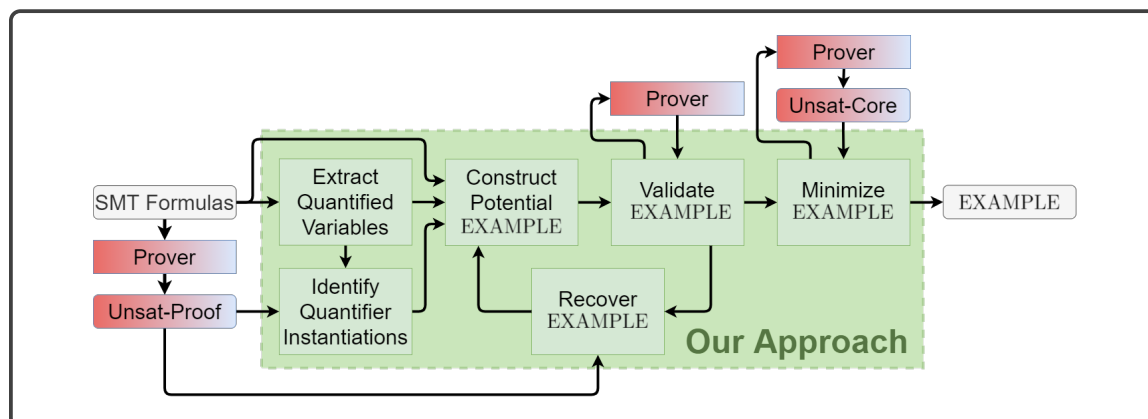 Prover
Unsat-Core
Prover
Extract
Quantified
Variables
Construct
Potential
EXAMPLE
Validate
EXAMPLE
Minimize
EXAMPLE
SMT Formulas
EXAMPLE
Prover
Unsat-Proof
Identify
Quantifier
Instantiations
Recover
EXAMPLE
Our Approach